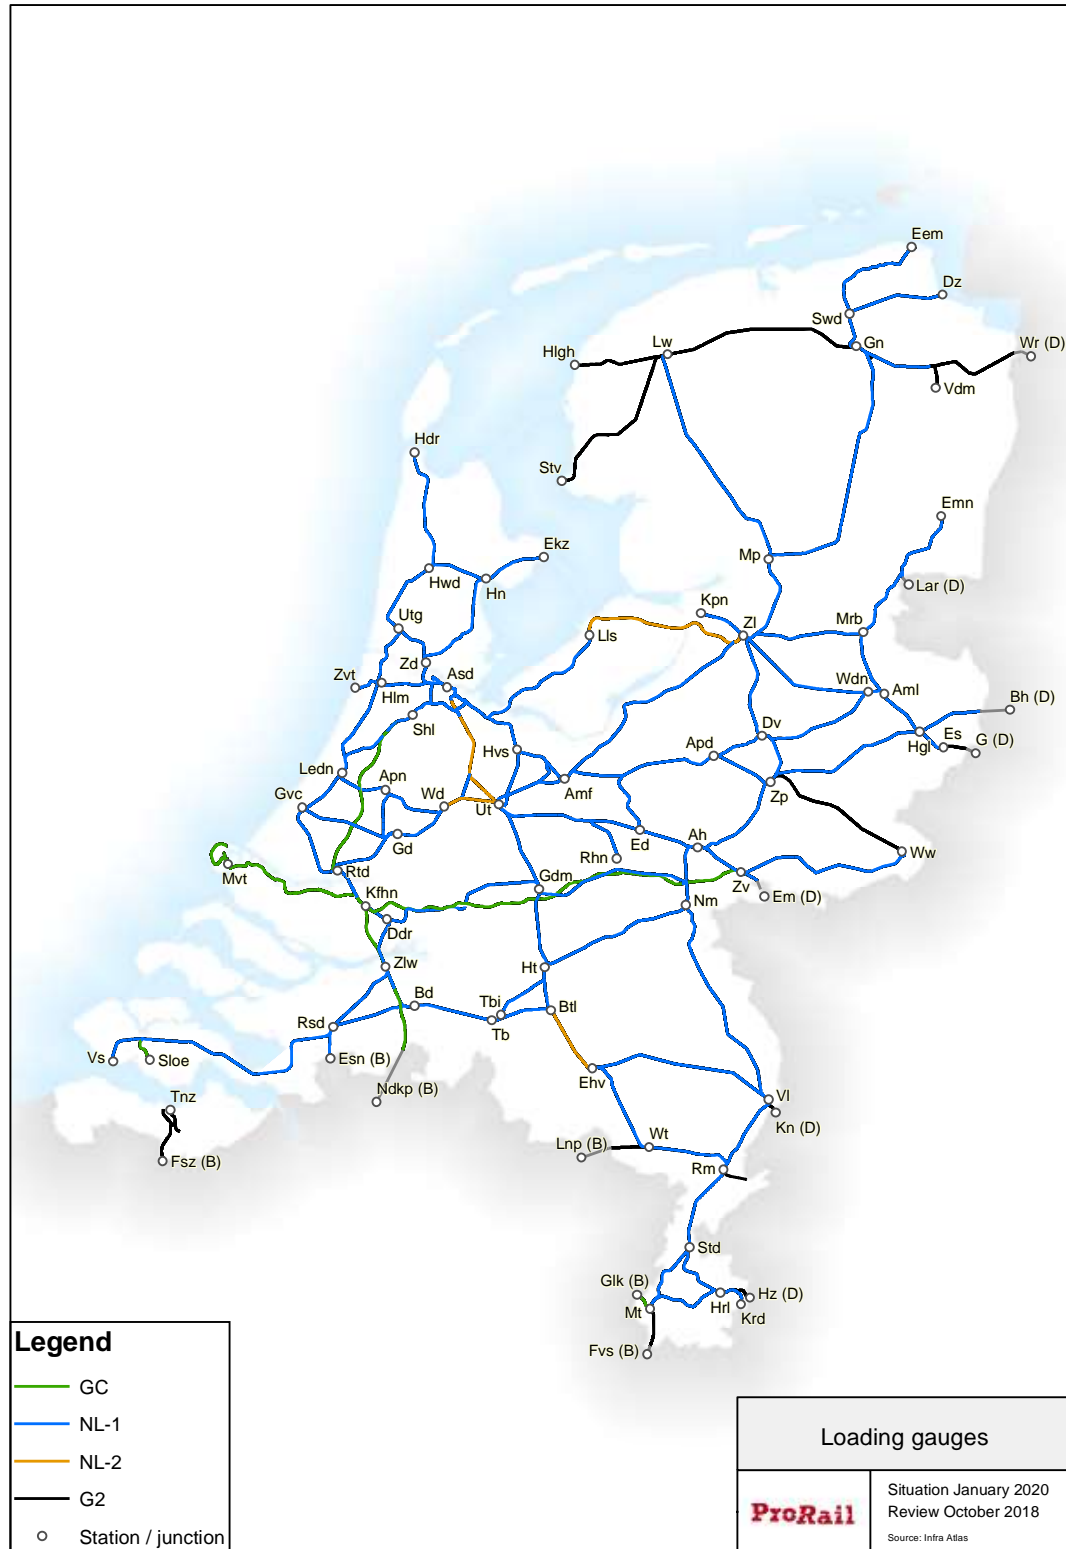 Eem
Dz
Swd
Gn
Wr (D)
Lw
Hlgh
Vdm
Hdr
Stv
Emn
Ekz
Mp
Hwd
Hn
Lar (D)
Kpn
Utg
Zl
Mrb
Lls
Zd
Asd
Zvt
Hlm
Wdn
Aml
Bh (D)
Shl
Dv
Hgl
Es
G (D)
Hvs
Apd
Ledn
Apn
Amf
Zp
Gvc
Wd
Ut
Gd
Ed
Ah
Ww
Rhn
Mvt
Rtd
Gdm
Zv
Em (D)
Kfhn
Nm
Ddr
Zlw
Ht
Bd
Tbi
Btl
Rsd
Tb
Vs
Sloe
Esn (B)
Ehv
Ndkp (B)
Vl
Tnz
Kn (D)
Wt
Lnp (B)
Fsz (B)
Rm
Std
Glk (B)
Hz (D)
Mt
Hrl
Krd
Fvs (B)
Legend
GC
NL-1
NL-2
G2
Station / junction
Loading gauges
ProRail
Situation January 2020
Review October 2018
Source: Infra Atlas